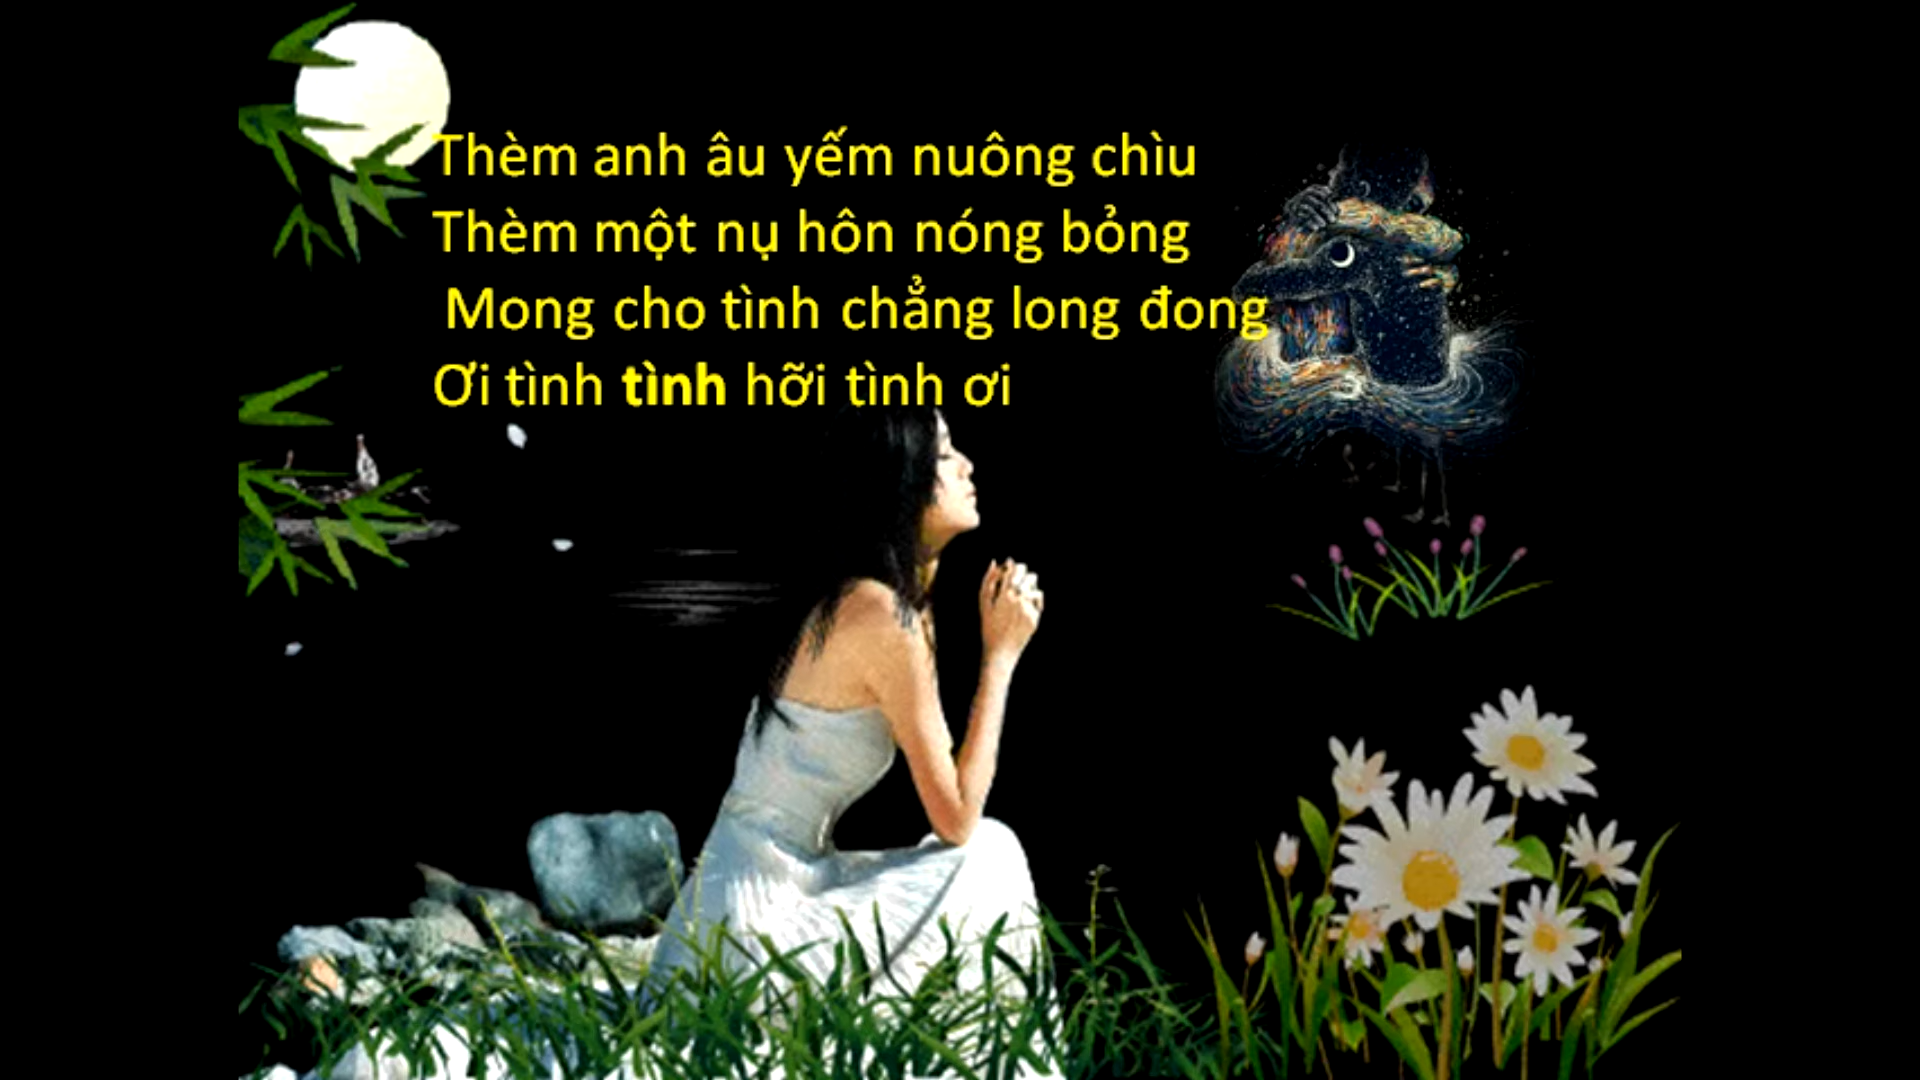 Thèm anh âu yếm nuông chìu
Thèm một nụ hôn nóng bỏng
Mong cho tình chẳng long đong
Ơi tình tình hỡi tình ơi